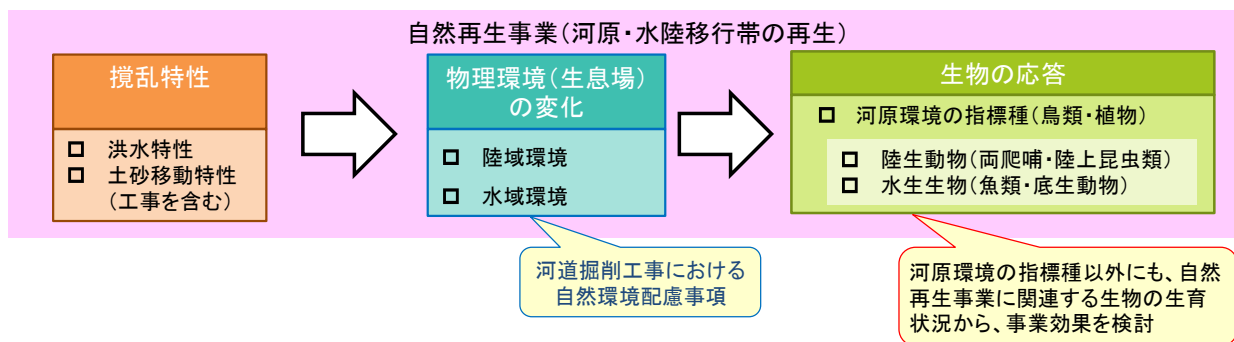 自然再生事業(河原・水陸移行帯の再生)
撹乱特性
□ 洪水特性
□ 土砂移動特性
(工事を含む)
物理環境(生息場)
の変化
□ 陸域環境
□ 水域環境
生物の応答
□ 河原環境の指標種(鳥類・植物)
□ 陸生動物(両爬哺・陸上昆虫類)
□ 水生生物(魚類・底生動物)
河道掘削工事における
自然環境配慮事項
河原環境の指標種以外にも、自然
再生事業に関連する生物の生育
状況から、事業効果を検討